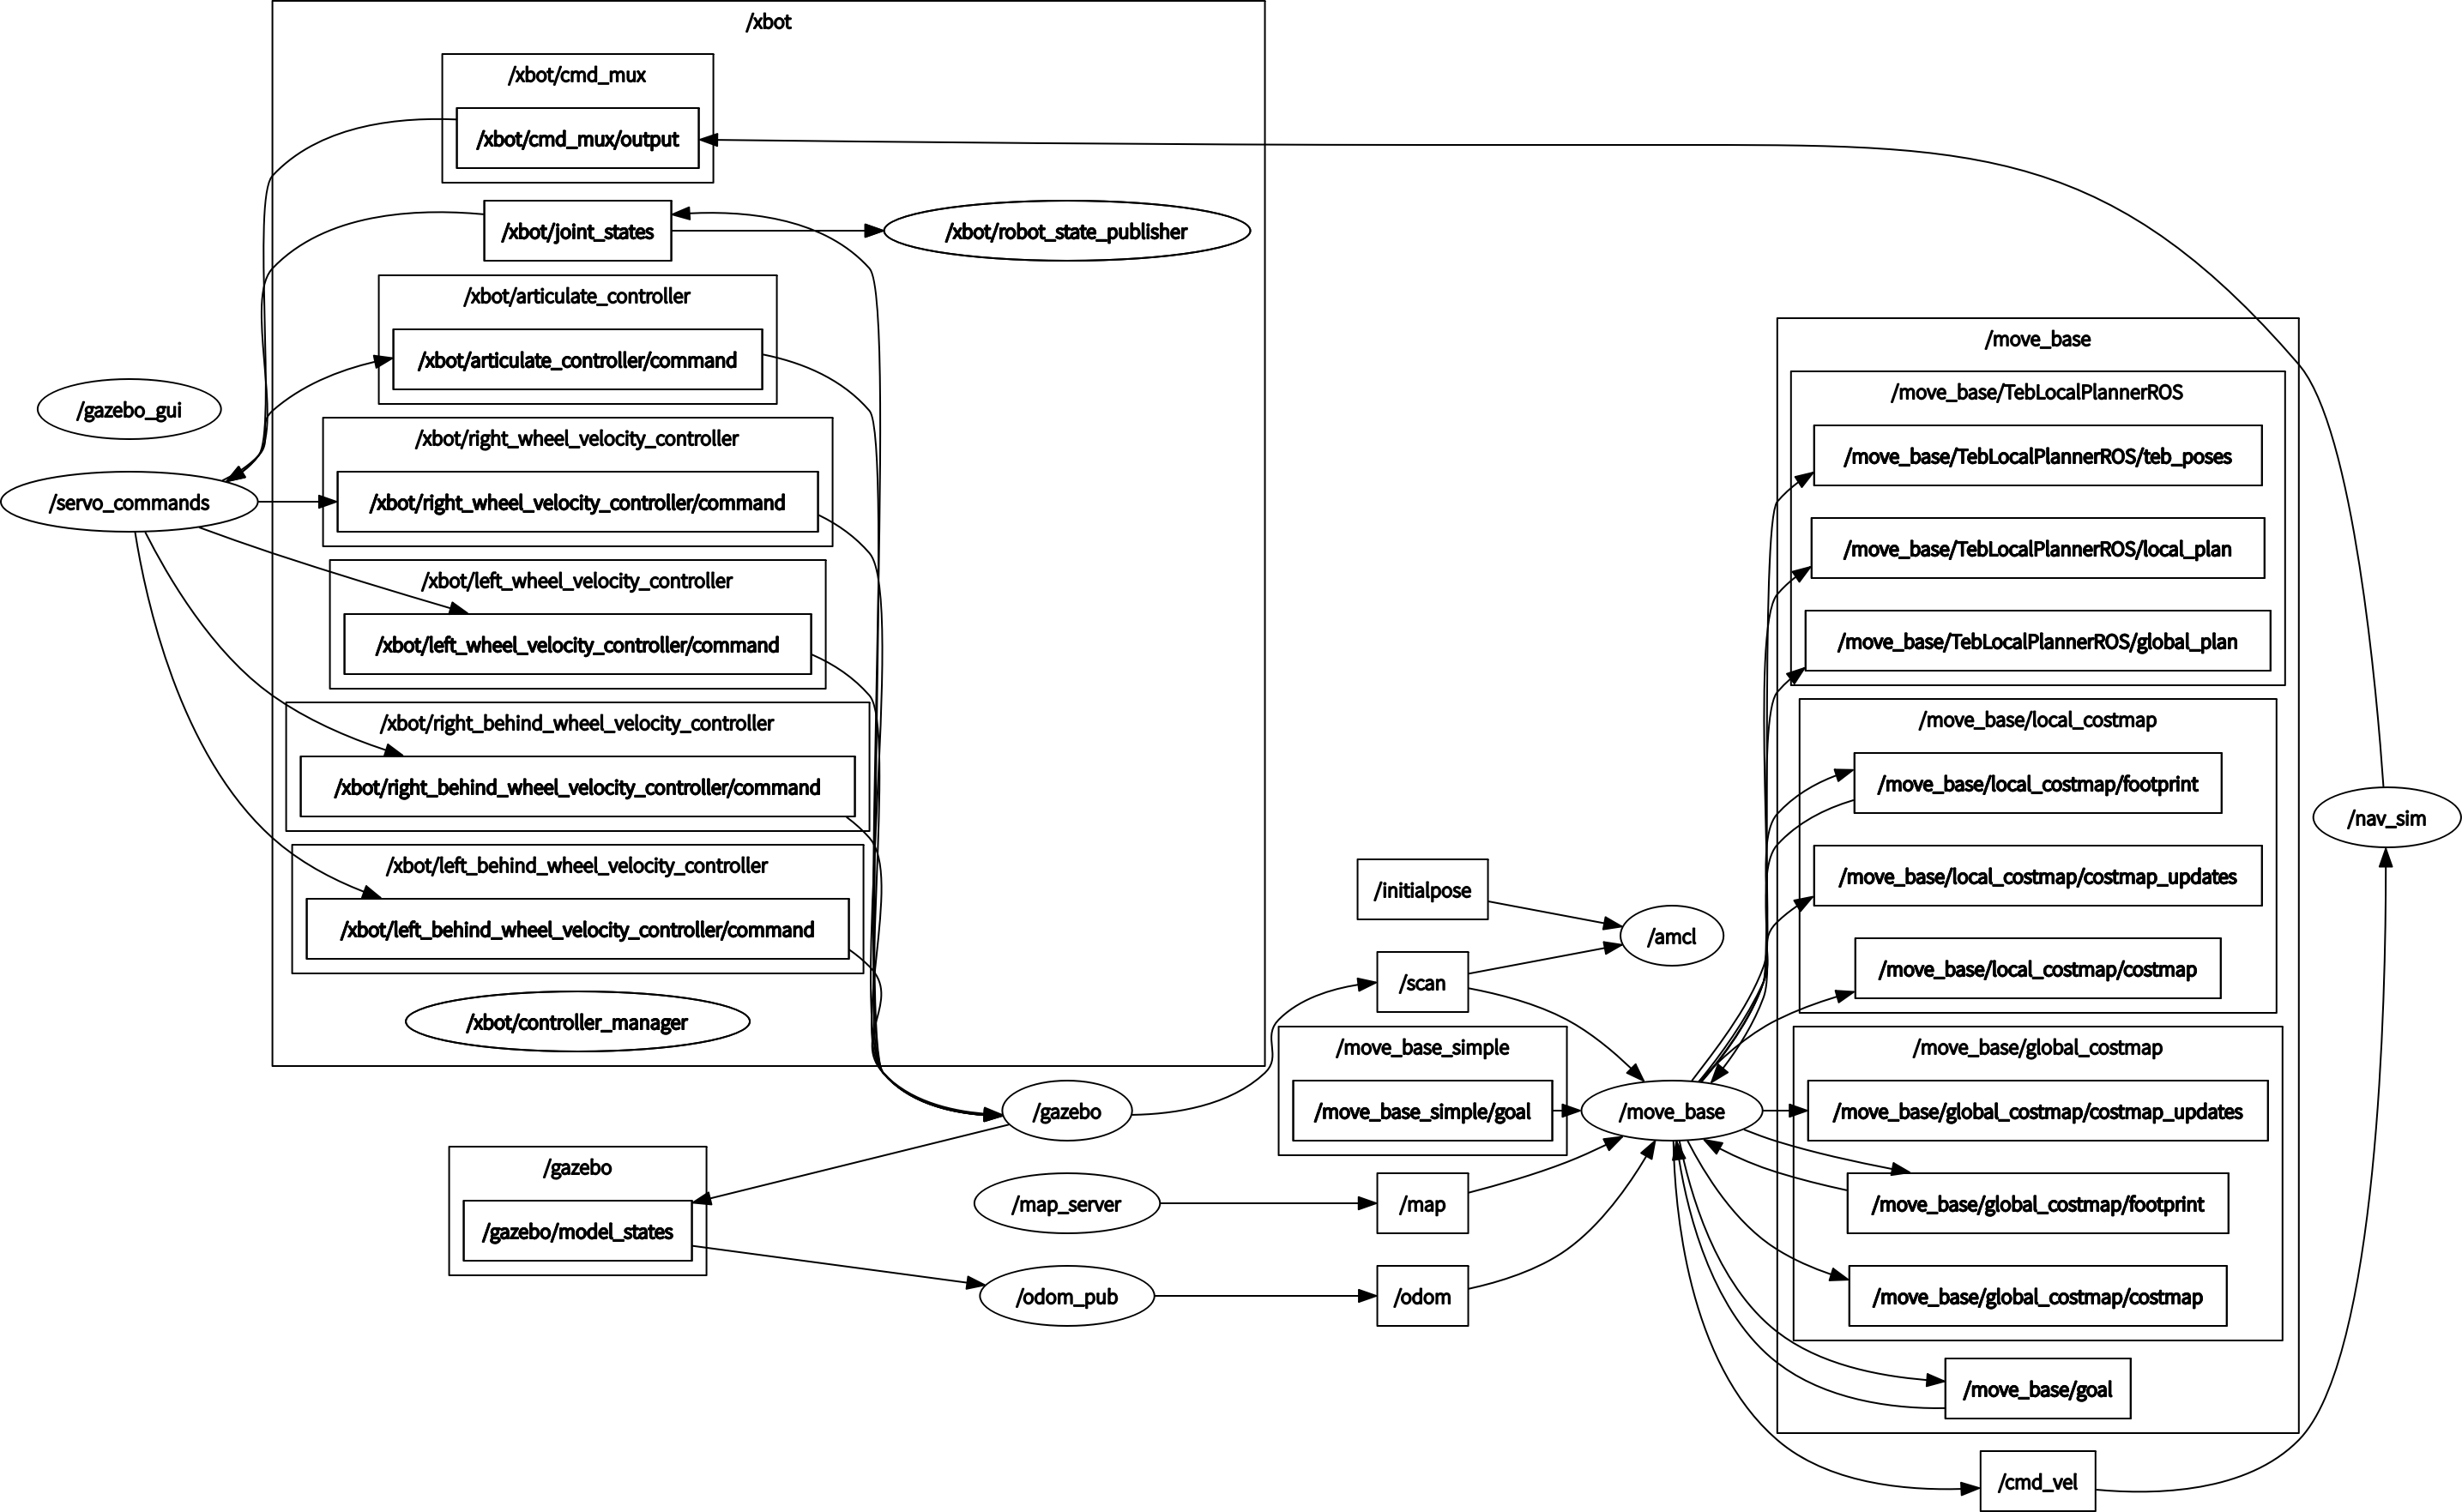 /xbot
/xbot/cmd_mux
/xbot/cmd_mux/output
/xbot/joint_states
/xbot/robot_state_publisher
/xbot/articulate_controller
/xbot/articulate_controller/command
/xbot/right_wheel_velocity_controller
/xbot/right_wheel_velocity_controller/command
/xbot/left_wheel_velocity_controller
/xbot/left_wheel_velocity_controller/command
/xbot/right_behind_wheel_velocity_controller
/xbot/right_behind_wheel_velocity_controller/command
/xbot/left_behind_wheel_velocity_controller
/xbot/left_behind_wheel_velocity_controller/command
/xbot/controller_manager
/gazebo_gui
/servo_commands
/gazebo
/gazebo
/gazebo/model_states
/map_server
/odom_pub
/initialpose
/scan
/amcl
/move_base_simple
/move_base_simple/goal
/map
/odom
/move_base
/move_base
/move_base/TebLocalPlannerROS
/move_base/TebLocalPlannerROS/teb_poses
/move_base/TebLocalPlannerROS/local_plan
/move_base/TebLocalPlannerROS/global_plan
/move_base/local_costmap
/move_base/local_costmap/footprint
/move_base/local_costmap/costmap_updates
/move_base/local_costmap/costmap
/move_base/global_costmap
/move_base/global_costmap/costmap_updates
/move_base/global_costmap/footprint
/move_base/global_costmap/costmap
/move_base/goal
/cmd_vel
/nav_sim